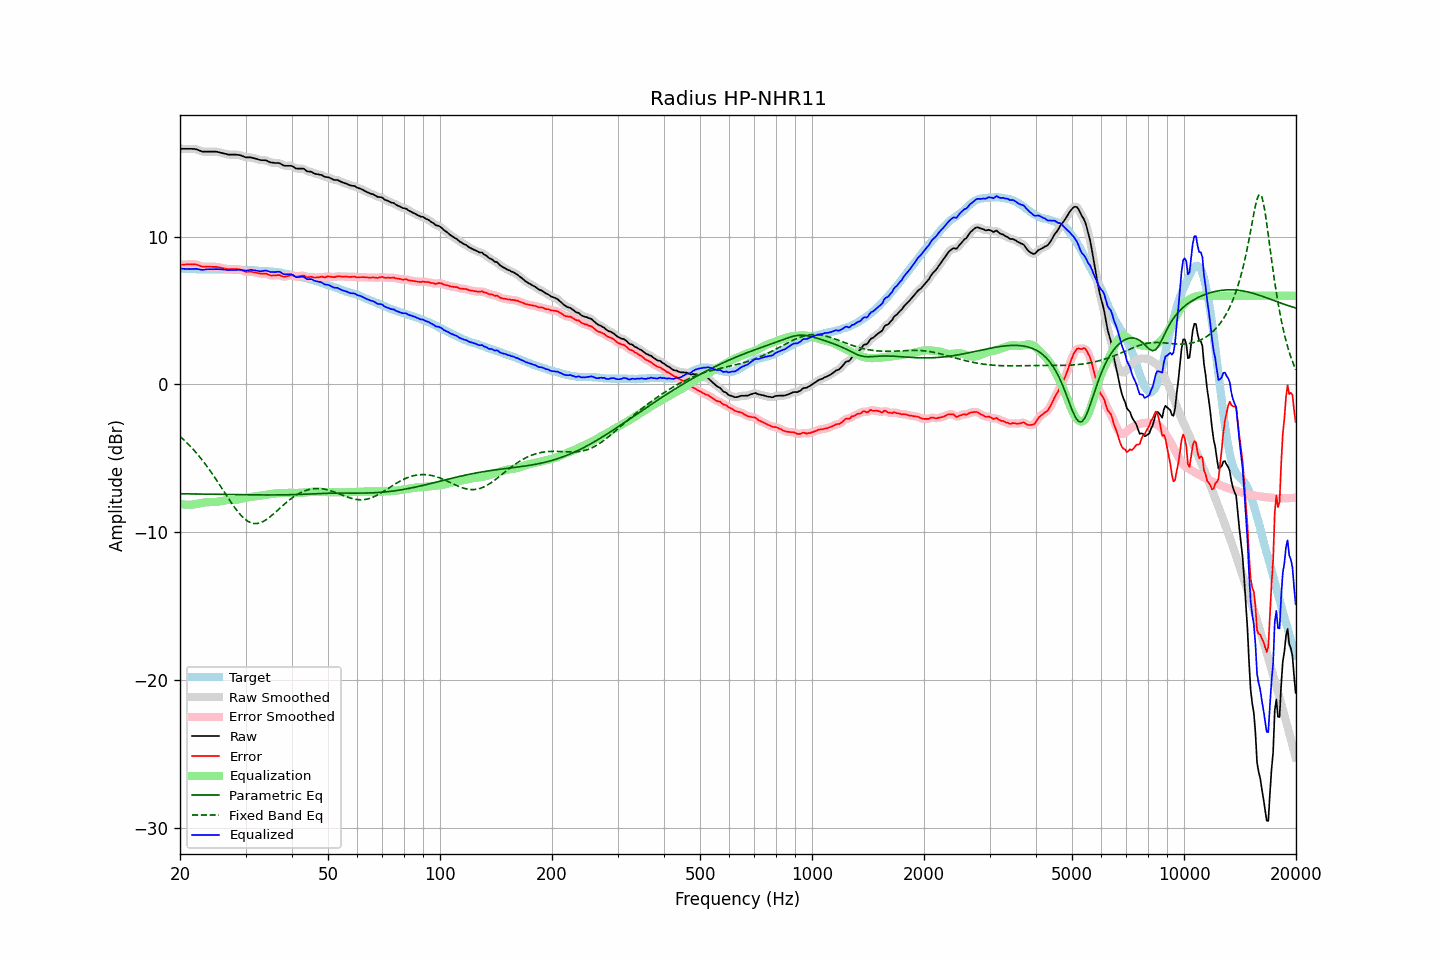 Radius HP-NHR11
Amplitude (dBr)
10
0
−10
−20
−30
Target
Raw Smoothed
Error Smoothed
Raw
Error
Equalization
Parametric Eq
Fixed Band Eq
Equalized
20 50 100 200 500 1000 2000 5000 10000 20000
Frequency (Hz)